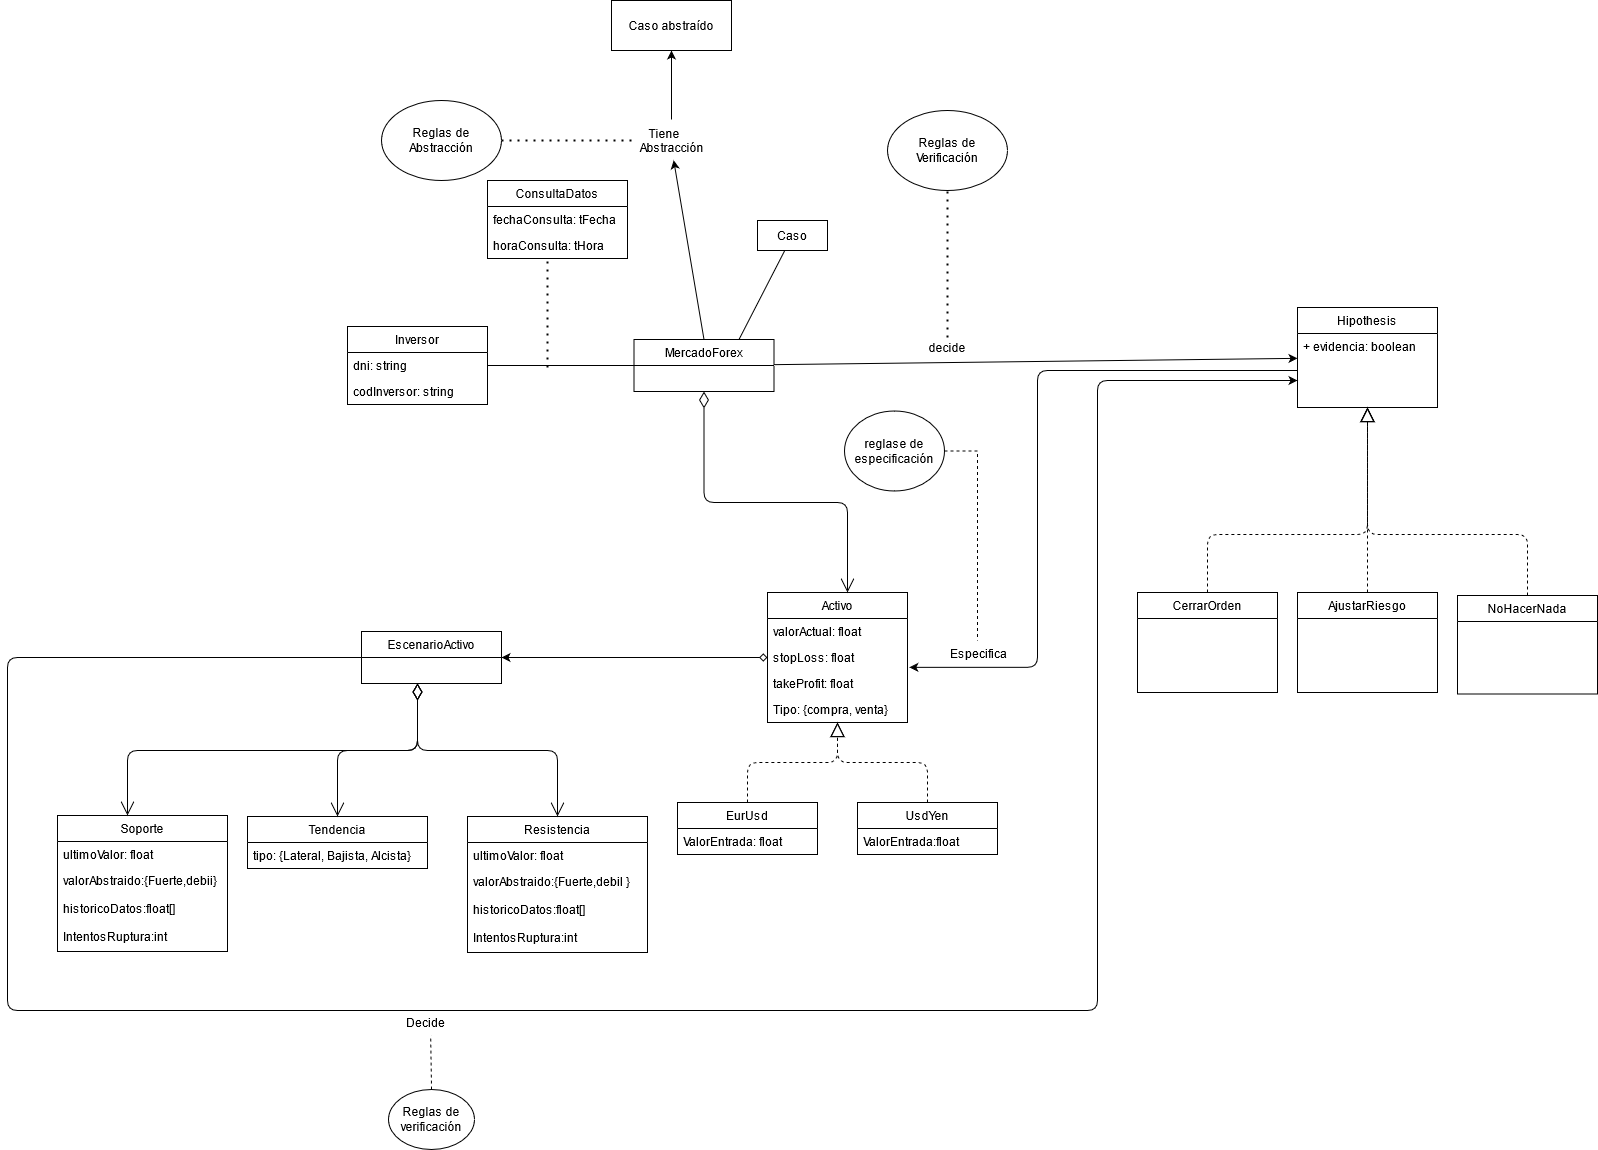 Caso abstraído
Reglas de
Abstracción
Tiene
Abstracción
Reglas de
Verificación
ConsultaDatos
fechaConsulta: tFecha
horaConsulta: tHora
Caso
Inversor
dni: string
codInversor: string
MercadoForex
decide
Hipothesis
+ evidencia: boolean
reglase de
especificación
Activo
valorActual: float
stopLoss: float
takeProfit: float
Tipo: {compra, venta}
Especifica
CerrarOrden
AjustarRiesgo
NoHacerNada
EscenarioActivo
EurUsd
ValorEntrada: float
UsdYen
ValorEntrada:float
Soporte
ultimoValor: float
valorAbstraido:{Fuerte,debii}
historicoDatos:float[]
IntentosRuptura:int
Tendencia
tipo: {Lateral, Bajista, Alcista}
Resistencia
ultimoValor: float
valorAbstraido:{Fuerte,debil }
historicoDatos:float[]
IntentosRuptura:int
Decide
Reglas de
verificación